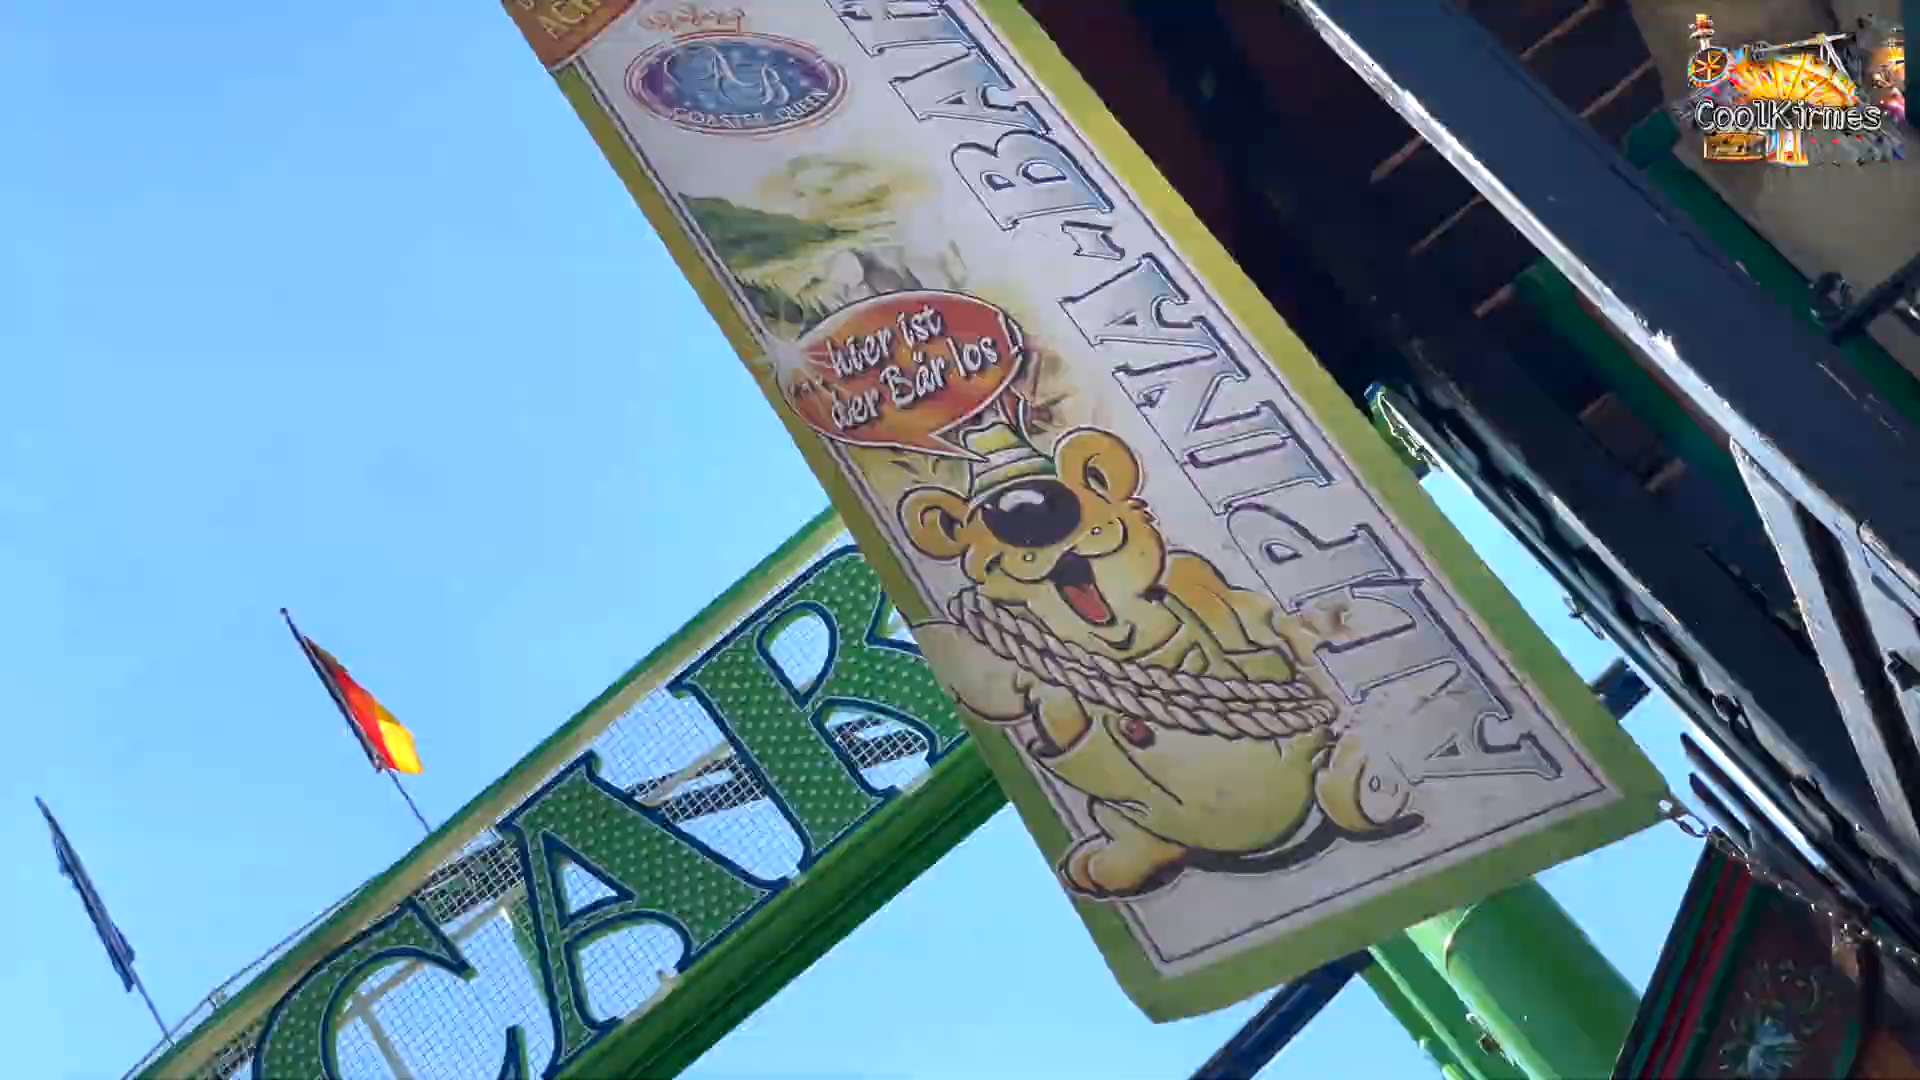 COASTER QUEEN
hier ist
der Bär los !
ALPINA BAH
CAR
CoolKirmes